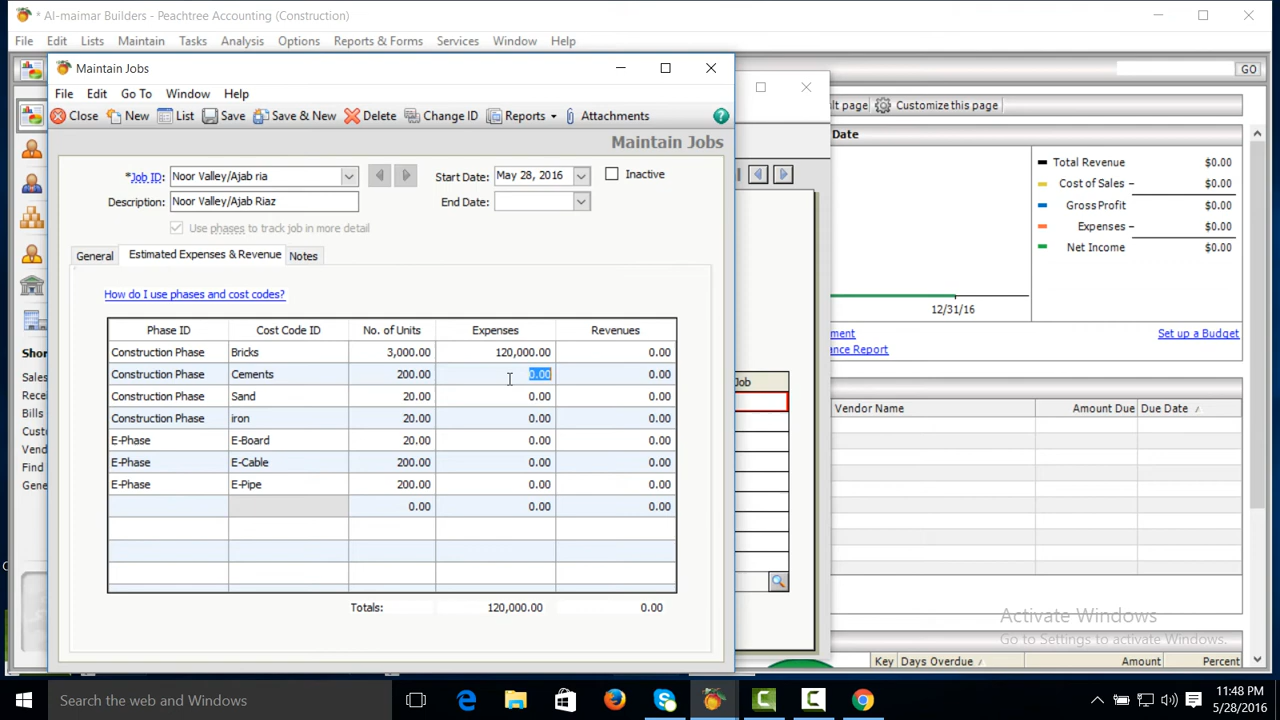 * Al-maimar Builders - Peachtree Accounting (Construction)
File Edit Lists Maintain Tasks Analysis Options Reports & Forms Services Window Help
Maintain Jobs
GO
File Edit Go To Window Help
Close New List Save Save & New Delete Change ID Reports Attachments ?
lt page Customize this page
Maintain Jobs
Date
*Job ID: Noor Valley/Ajab ria Start Date: May 28, 2016 Inactive
Description: Noor Valley/Ajab Riaz End Date:
Use phases to track job in more detail
General Estimated Expenses & Revenue Notes
How do I use phases and cost codes?
Phase ID Cost Code ID No. of Units Expenses Revenues
Construction Phase Bricks 3,000.00 120,000.00 0.00
Construction Phase Cements 200.00 0.00 0.00
Construction Phase Sand 20.00 0.00 0.00
Construction Phase iron 20.00 0.00 0.00
E-Phase E-Board 20.00 0.00 0.00
E-Phase E-Cable 200.00 0.00 0.00
E-Phase E-Pipe 200.00 0.00 0.00
0.00 0.00 0.00
Totals: 120,000.00 0.00
Total Revenue $0.00
Cost of Sales – $0.00
Gross Profit $0.00
Expenses – $0.00
Net Income $0.00
12/31/16
ment Set up a Budget
ance Report
Job
Vendor Name Amount Due Due Date
Shor
Sales
Rece
Bills
Custo
Vend
Find
Gene
Activate Windows
Go to Settings to activate Windows.
Key Days Overdue Amount Percent
Search the web and Windows
11:48 PM
5/28/2016